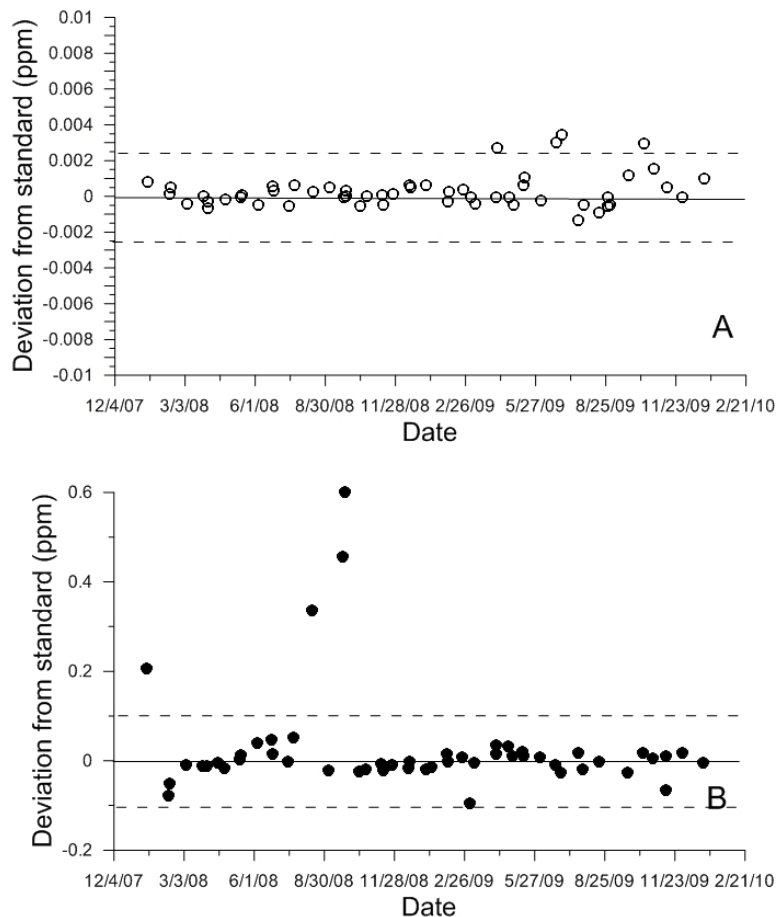 Deviation from standard (ppm)
0.01
0.008
0.006
0.004
0.002
0
-0.002
-0.004
-0.006
-0.008
-0.01
A
12/4/07 3/3/08 6/1/08 8/30/08 11/28/08 2/26/09 5/27/09 8/25/09 11/23/09 2/21/10
Date
Deviation from standard (ppm)
0.6
0.4
0.2
0
-0.2
B
12/4/07 3/3/08 6/1/08 8/30/08 11/28/08 2/26/09 5/27/09 8/25/09 11/23/09 2/21/10
Date